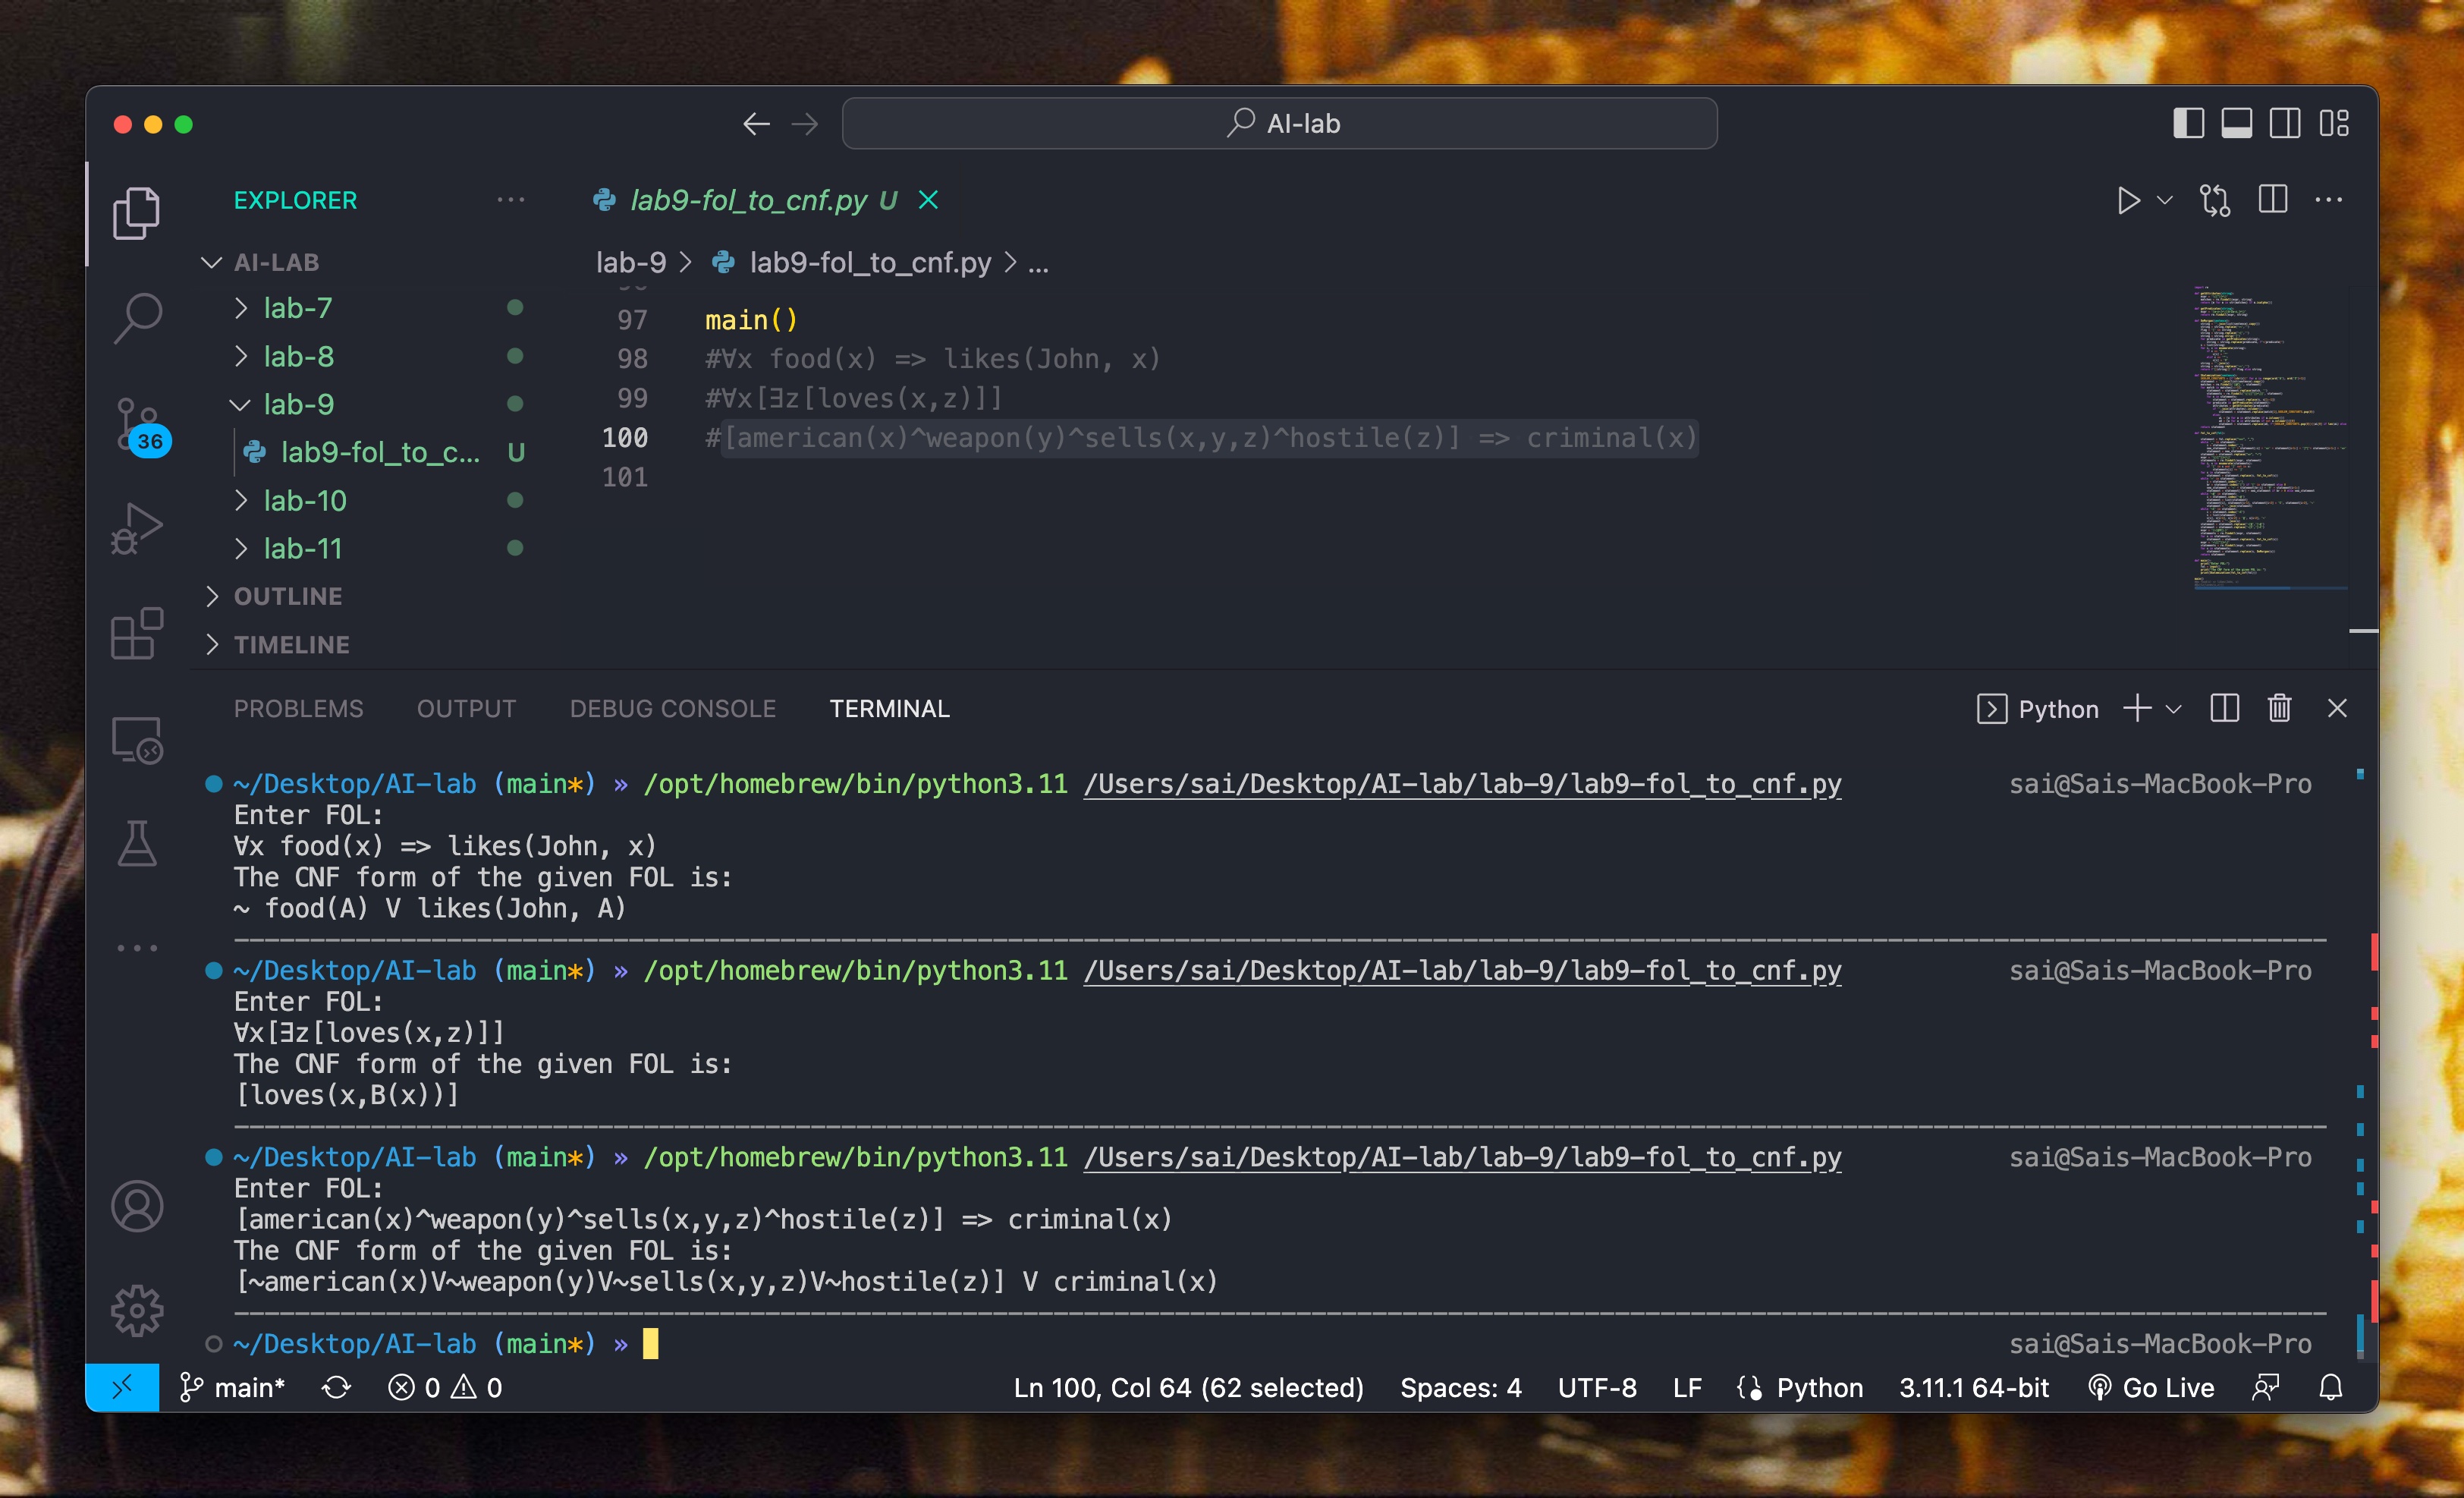 AI-lab
EXPLORER
lab9-fol_to_cnf.py U
AI-LAB
lab-9 > lab9-fol_to_cnf.py > ...
lab-7
lab-8
lab-9
lab9-fol_to_c... U
lab-10
lab-11
OUTLINE
TIMELINE
36
97 main()
98 #∀x food(x) => likes(John, x)
99 #∀x[∃z[loves(x,z)]]
100 #[american(x)^weapon(y)^sells(x,y,z)^hostile(z)] => criminal(x)
101
PROBLEMS OUTPUT DEBUG CONSOLE TERMINAL Python
~/Desktop/AI-lab (main*) » /opt/homebrew/bin/python3.11 /Users/sai/Desktop/AI-lab/lab-9/lab9-fol_to_cnf.py sai@Sais-MacBook-Pro
Enter FOL:
∀x food(x) => likes(John, x)
The CNF form of the given FOL is:
~ food(A) V likes(John, A)
~/Desktop/AI-lab (main*) » /opt/homebrew/bin/python3.11 /Users/sai/Desktop/AI-lab/lab-9/lab9-fol_to_cnf.py sai@Sais-MacBook-Pro
Enter FOL:
∀x[∃z[loves(x,z)]]
The CNF form of the given FOL is:
[loves(x,B(x))]
~/Desktop/AI-lab (main*) » /opt/homebrew/bin/python3.11 /Users/sai/Desktop/AI-lab/lab-9/lab9-fol_to_cnf.py sai@Sais-MacBook-Pro
Enter FOL:
[american(x)^weapon(y)^sells(x,y,z)^hostile(z)] => criminal(x)
The CNF form of the given FOL is:
[~american(x)V~weapon(y)V~sells(x,y,z)V~hostile(z)] V criminal(x)
~/Desktop/AI-lab (main*) » sai@Sais-MacBook-Pro
main* 0 0 Ln 100, Col 64 (62 selected) Spaces: 4 UTF-8 LF Python 3.11.1 64-bit Go Live